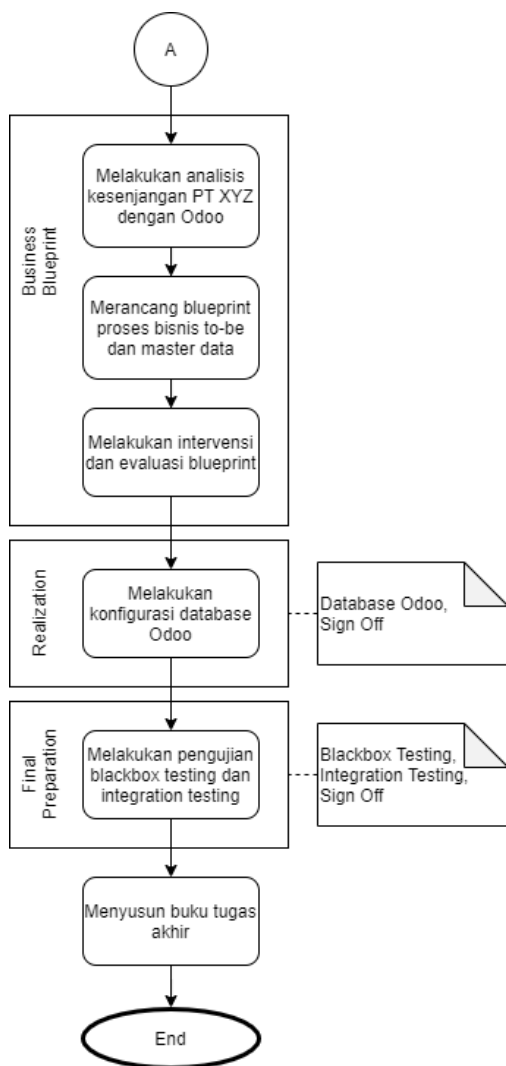 A
Business
Blueprint
Melakukan analisis
kesenjangan PT XYZ
dengan Odoo
Merancang blueprint
proses bisnis to-be
dan master data
Melakukan intervensi
dan evaluasi blueprint
Realization
Melakukan
konfigurasi database
Odoo
Database Odoo,
Sign Off
Final
Preparation
Melakukan pengujian
blackbox testing dan
integration testing
Blackbox Testing,
Integration Testing,
Sign Off
Menyusun buku tugas
akhir
End